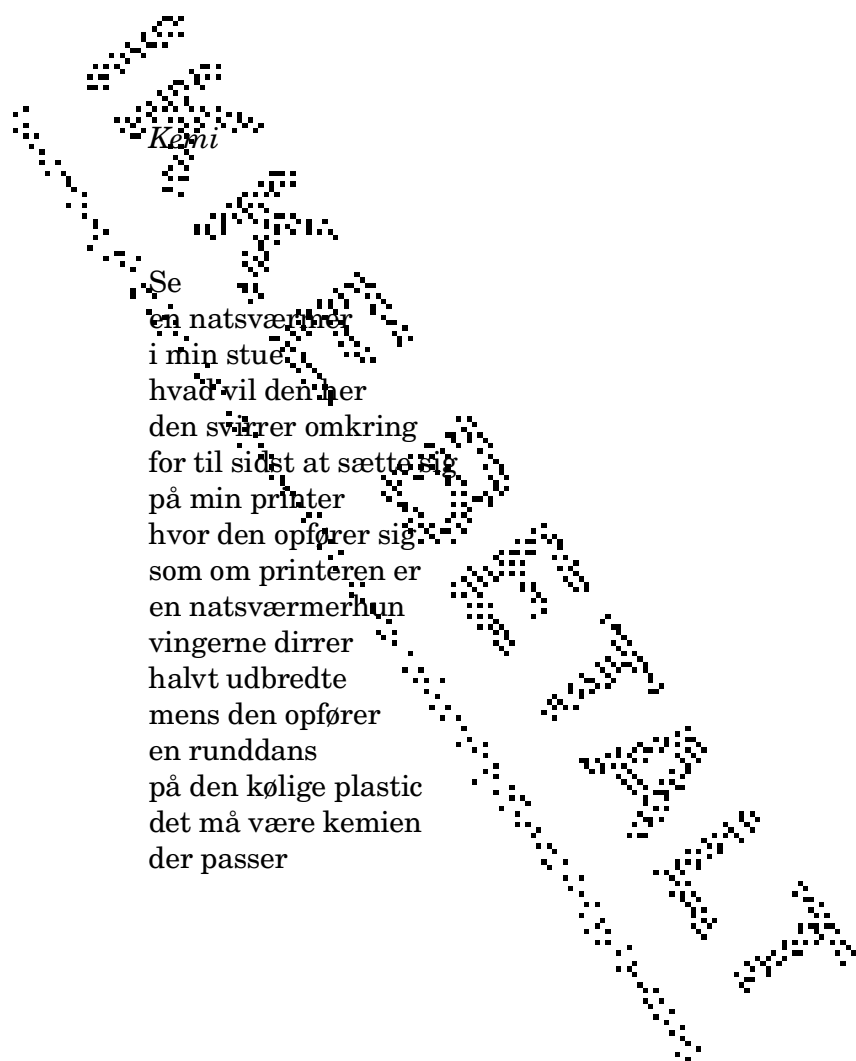 IKKE BETALT
Kemi
Se
en natsværmer
i min stue
hvad vil den her
den svirrer omkring
for til sidst at sætte sig
på min printer
hvor den opfører sig
som om printeren er
en natsværmerhun
vingerne dirrer
halvt udbredte
mens den opfører
en runddans
på den kølige plastic
det må være kemien
der passer